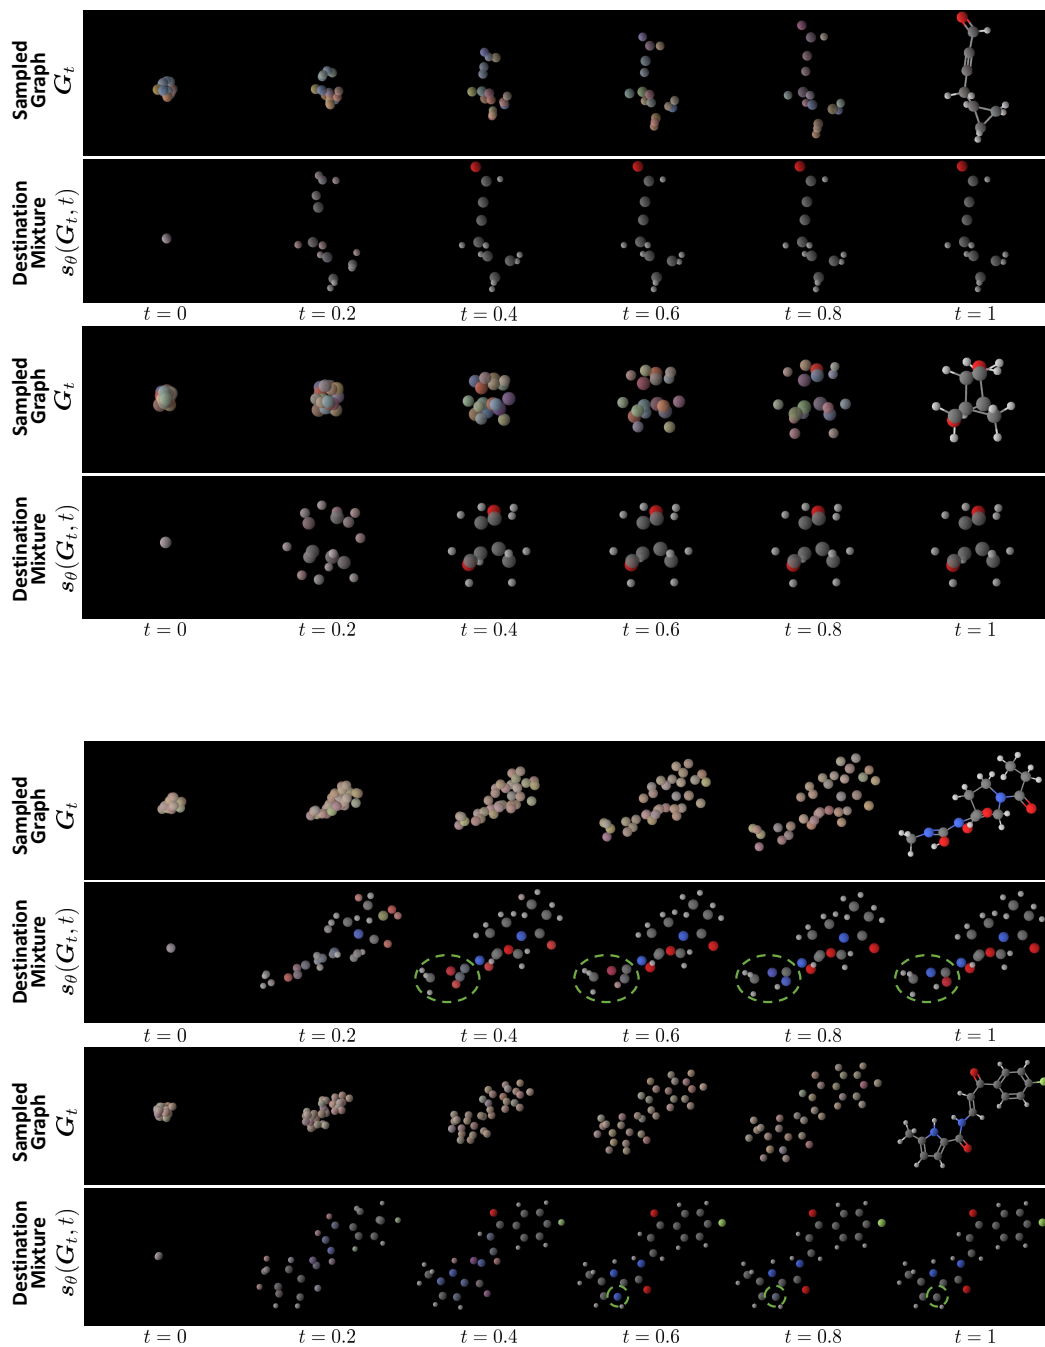 Sampled
Graph
G_t
Destination
Mixture
s_θ(G_t, t)
t = 0 t = 0.2 t = 0.4 t = 0.6 t = 0.8 t = 1
Sampled
Graph
G_t
Destination
Mixture
s_θ(G_t, t)
t = 0 t = 0.2 t = 0.4 t = 0.6 t = 0.8 t = 1
Sampled
Graph
G_t
Destination
Mixture
s_θ(G_t, t)
t = 0 t = 0.2 t = 0.4 t = 0.6 t = 0.8 t = 1
Sampled
Graph
G_t
Destination
Mixture
s_θ(G_t, t)
t = 0 t = 0.2 t = 0.4 t = 0.6 t = 0.8 t = 1